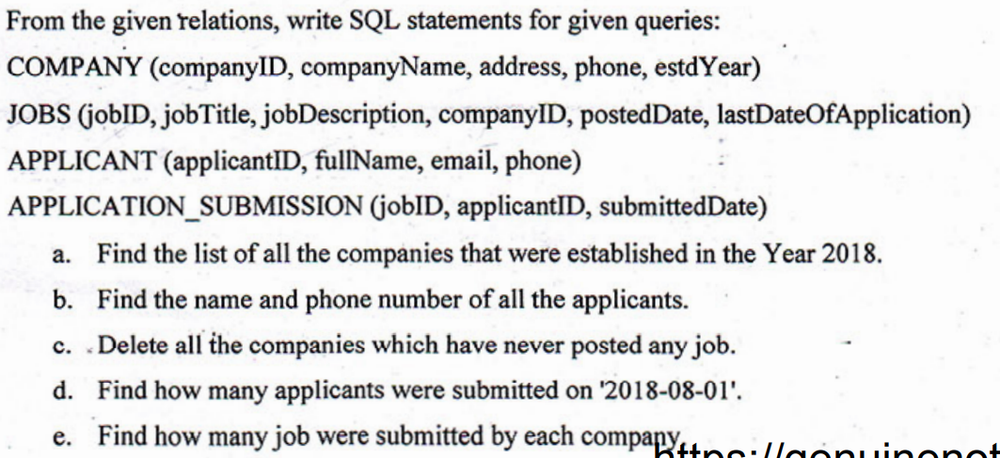 From the given relations, write SQL statements for given queries:
COMPANY (companyID, companyName, address, phone, estdYear)
JOBS (jobID, jobTitle, jobDescription, companyID, postedDate, lastDateOfApplication)
APPLICANT (applicantID, fullName, email, phone)
APPLICATION_SUBMISSION (jobID, applicantID, submittedDate)
a. Find the list of all the companies that were established in the Year 2018.
b. Find the name and phone number of all the applicants.
c. Delete all the companies which have never posted any job.
d. Find how many applicants were submitted on '2018-08-01'.
e. Find how many job were submitted by each company.